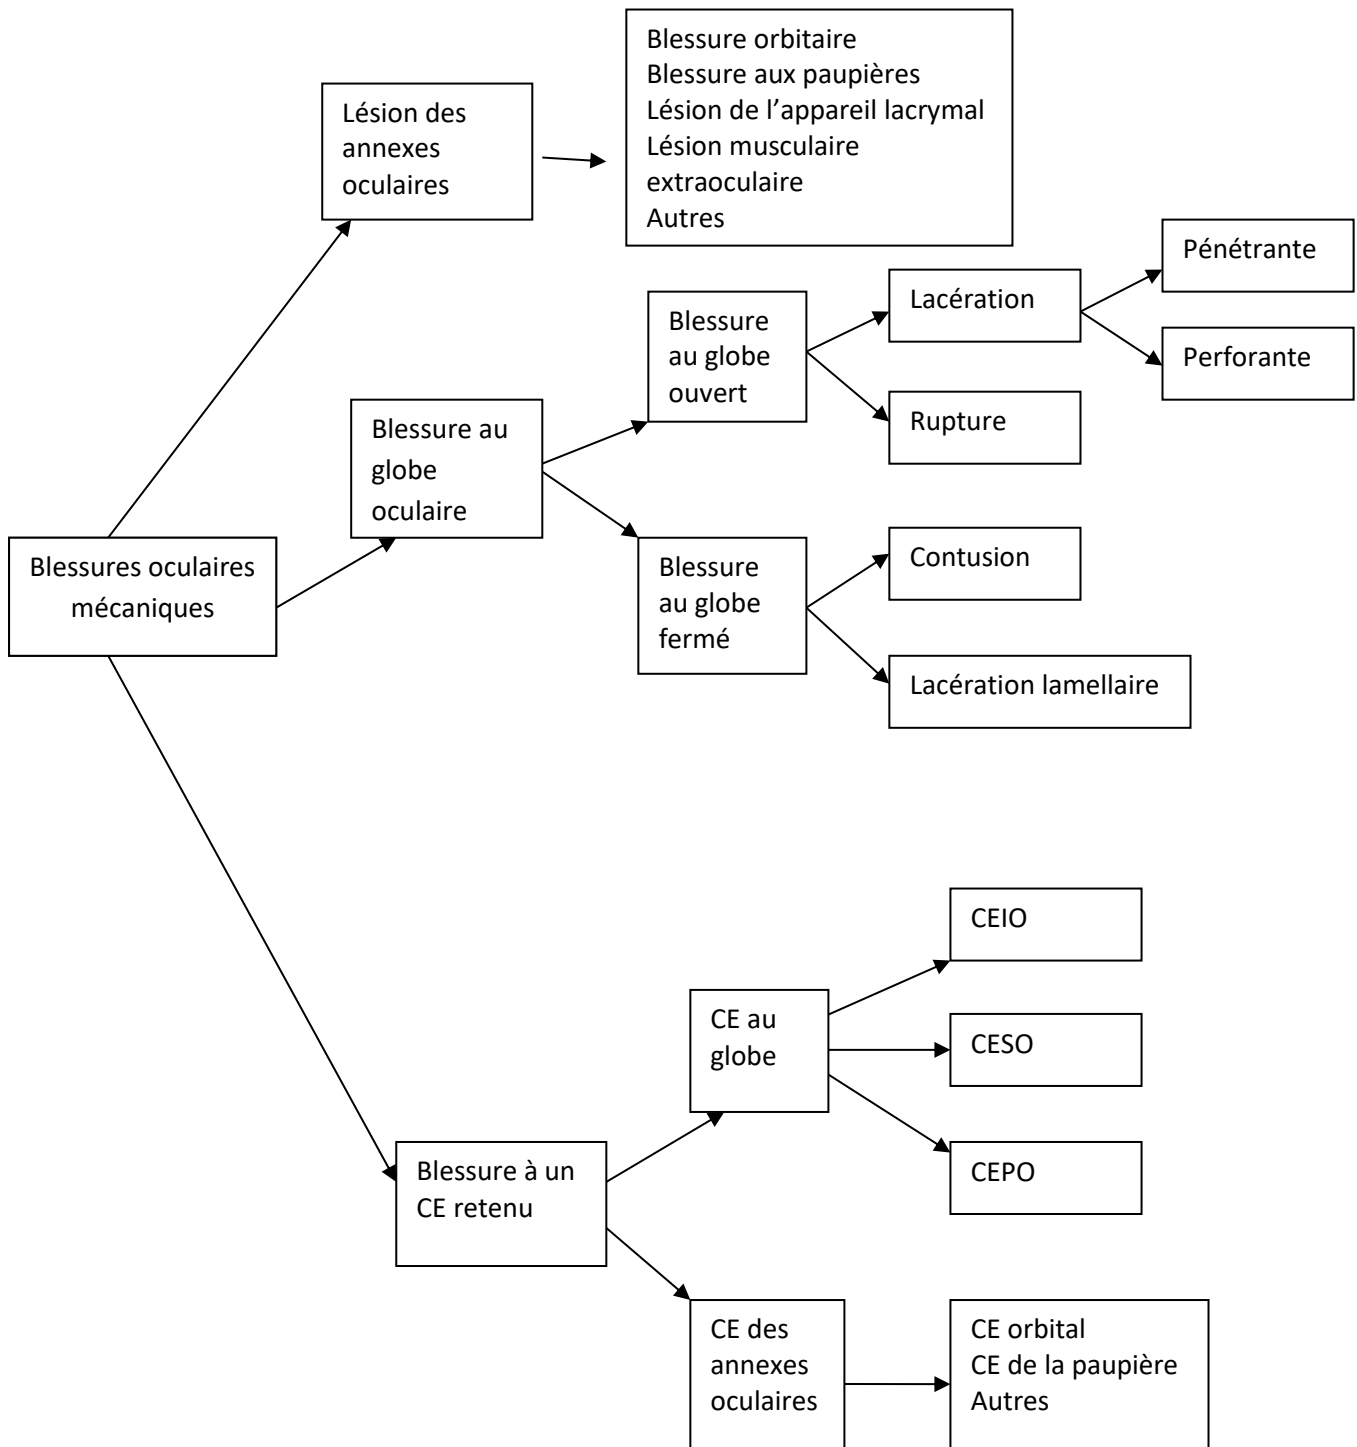 Blessure orbitaire
Blessure aux paupières
Lésion de l’appareil lacrymal
Lésion musculaire
extraoculaire
Autres
Lésion des
annexes
oculaires
Pénétrante
Lacération
Perforante
Blessure
au globe
ouvert
Rupture
Blessure au
globe
oculaire
Blessures oculaires
mécaniques
Blessure
au globe
fermé
Contusion
Lacération lamellaire
CEIO
CE au
globe
CESO
CEPO
Blessure à un
CE retenu
CE des
annexes
oculaires
CE orbital
CE de la paupière
Autres